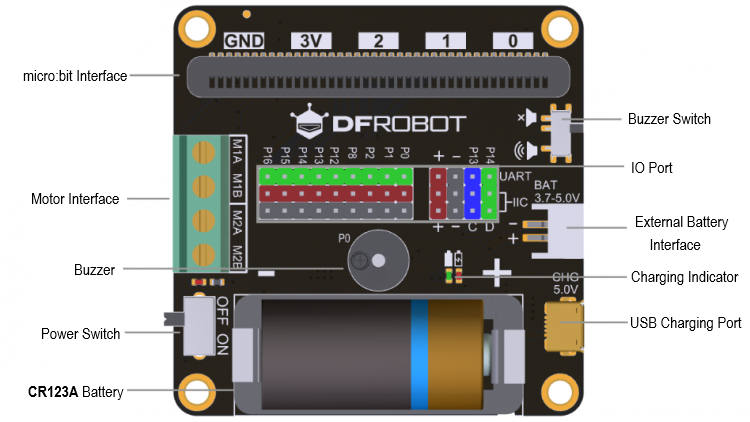 GND 3V 2 1 0
micro:bit Interface
DFROBOT
Buzzer Switch
P16 P15 P14 P13 P12 P8 P2 P1 P0 + - P13 P14
UART
IIC
+ - C D
IO Port
M1A
M1B
M2A
M2B
Motor Interface
BAT
3.7-5.0V
-
+
External Battery
Interface
P0
Buzzer
- +
Charging Indicator
CHG
5.0V
USB Charging Port
OFF ON
Power Switch
CR123A Battery